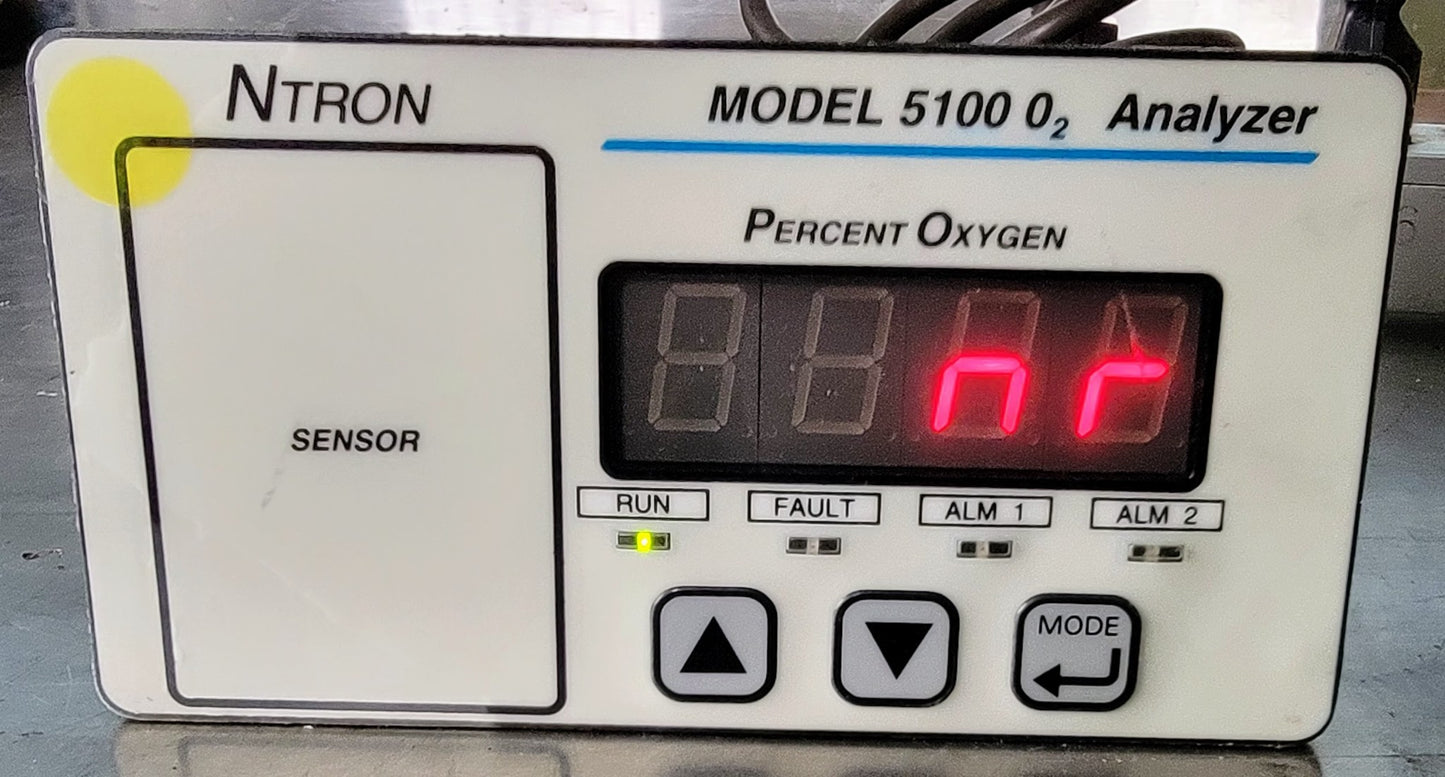 NTRON
MODEL 5100 O₂ Analyzer
PERCENT OXYGEN
nr
SENSOR
RUN FAULT ALM 1 ALM 2
MODE